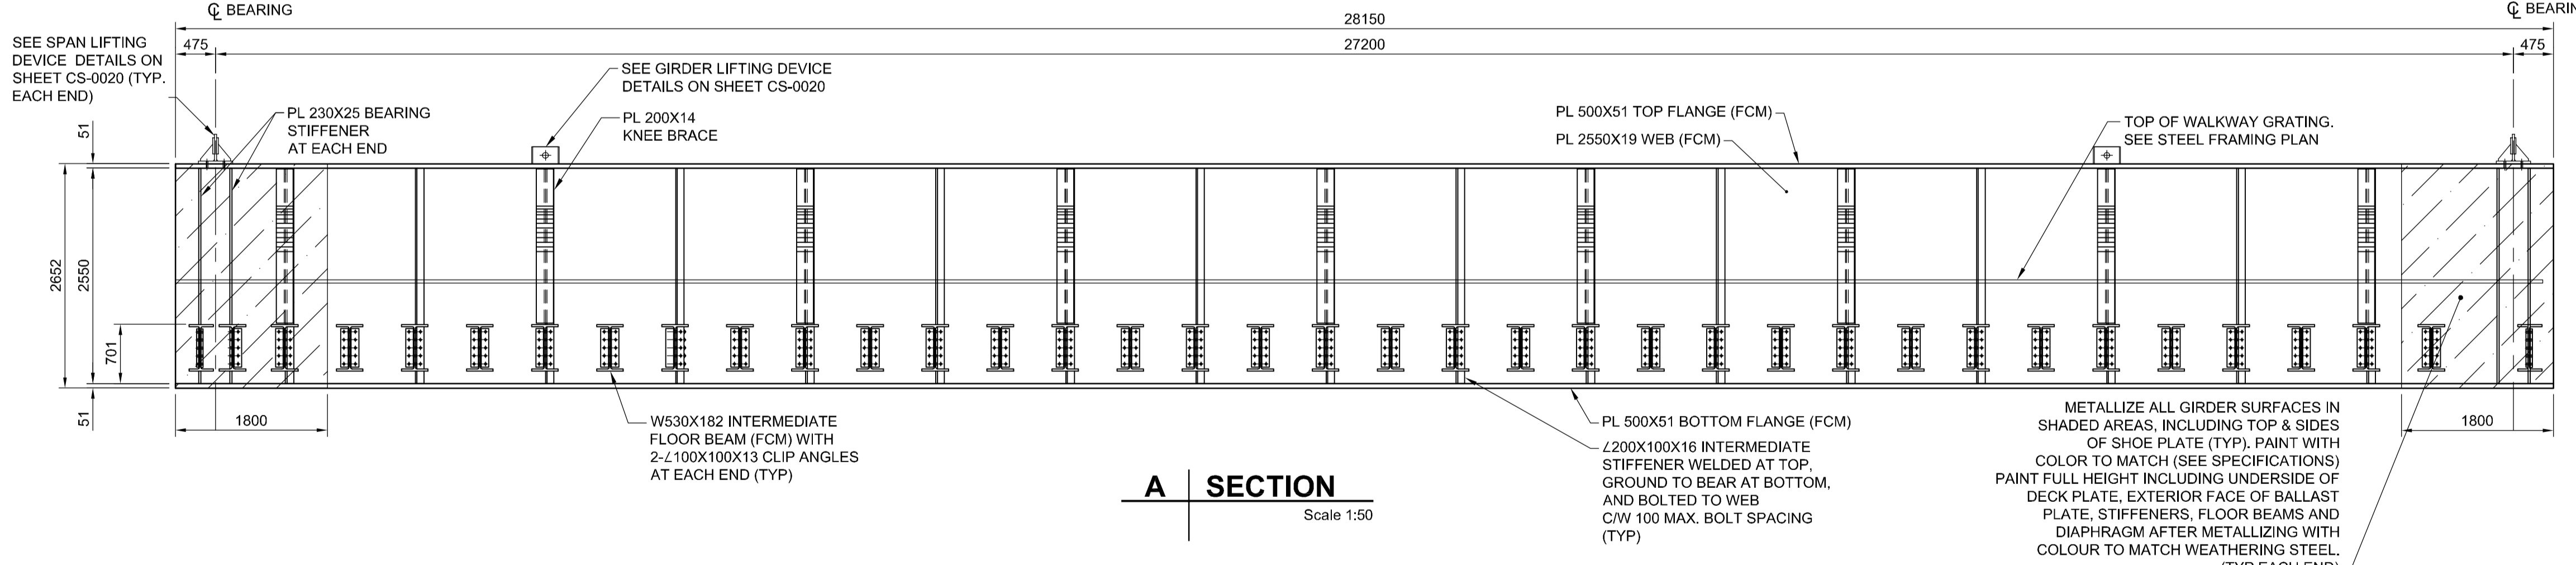 ℄ BEARING
℄ BEARIN
28150
475
27200
475
SEE SPAN LIFTING
DEVICE DETAILS ON
SHEET CS-0020 (TYP.
EACH END)
SEE GIRDER LIFTING DEVICE
DETAILS ON SHEET CS-0020
PL 230X25 BEARING
STIFFENER
AT EACH END
PL 200X14
KNEE BRACE
PL 500X51 TOP FLANGE (FCM)
PL 2550X19 WEB (FCM)
TOP OF WALKWAY GRATING.
SEE STEEL FRAMING PLAN
51
2652
2550
701
51
1800
1800
W530X182 INTERMEDIATE
FLOOR BEAM (FCM) WITH
2-∠100X100X13 CLIP ANGLES
AT EACH END (TYP)
PL 500X51 BOTTOM FLANGE (FCM)
∠200X100X16 INTERMEDIATE
STIFFENER WELDED AT TOP,
GROUND TO BEAR AT BOTTOM,
AND BOLTED TO WEB
C/W 100 MAX. BOLT SPACING
(TYP)
METALLIZE ALL GIRDER SURFACES IN
SHADED AREAS, INCLUDING TOP & SIDES
OF SHOE PLATE (TYP). PAINT WITH
COLOR TO MATCH (SEE SPECIFICATIONS)
PAINT FULL HEIGHT INCLUDING UNDERSIDE OF
DECK PLATE, EXTERIOR FACE OF BALLAST
PLATE, STIFFENERS, FLOOR BEAMS AND
DIAPHRAGM AFTER METALLIZING WITH
COLOUR TO MATCH WEATHERING STEEL.
(TYP EACH END)
A SECTION
Scale 1:50